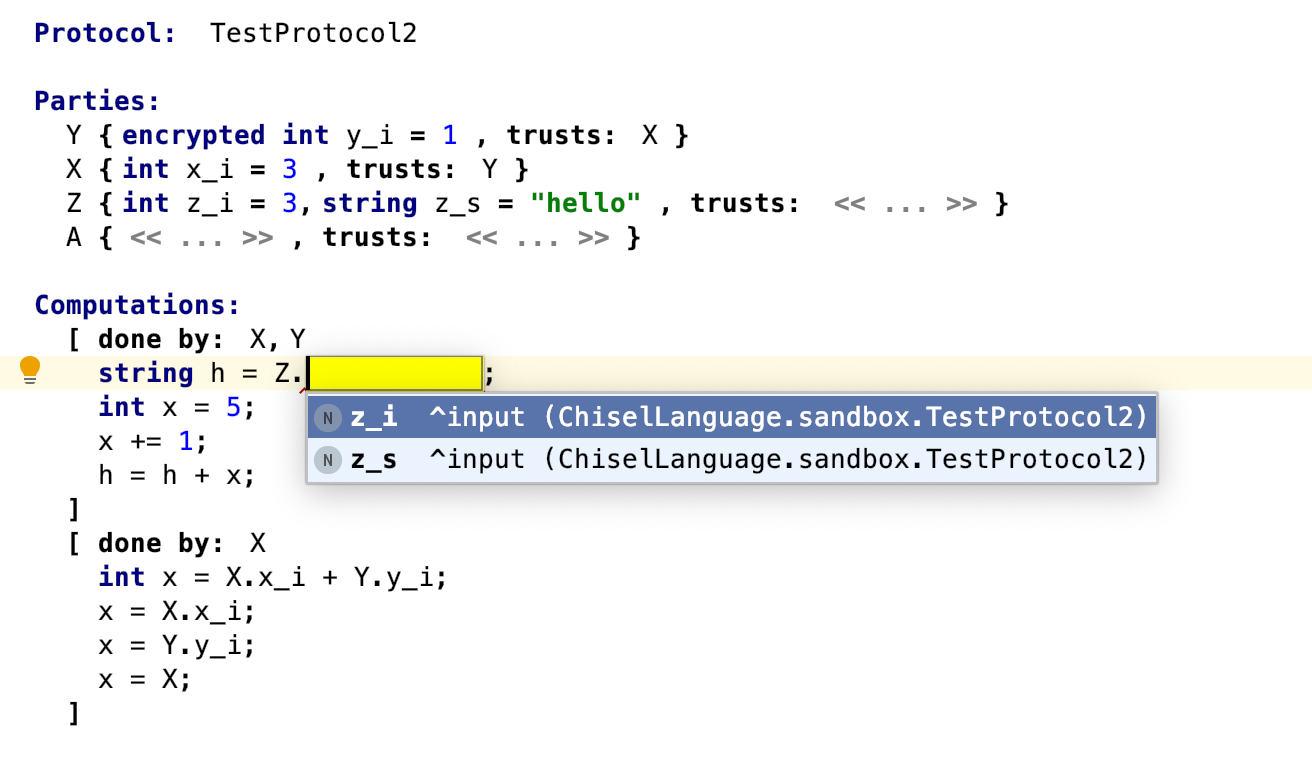 Protocol: TestProtocol2
Parties:
Y { encrypted int y_i = 1 , trusts: X }
X { int x_i = 3 , trusts: Y }
Z { int z_i = 3, string z_s = "hello" , trusts: << ... >> }
A { << ... >> , trusts: << ... >> }
Computations:
[ done by: X, Y
string h = Z. ;
int x = 5;
N z_i ^input (ChiselLanguage.sandbox.TestProtocol2)
x += 1;
N z_s ^input (ChiselLanguage.sandbox.TestProtocol2)
h = h + x;
]
[ done by: X
int x = X.x_i + Y.y_i;
x = X.x_i;
x = Y.y_i;
x = X;
]